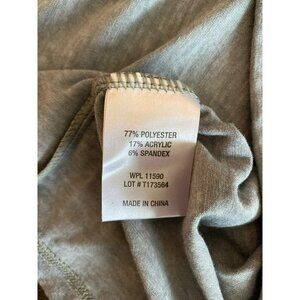 77% POLYESTER
17% ACRYLIC
6% SPANDEX
WPL 11590
LOT # T173564
MADE IN CHINA